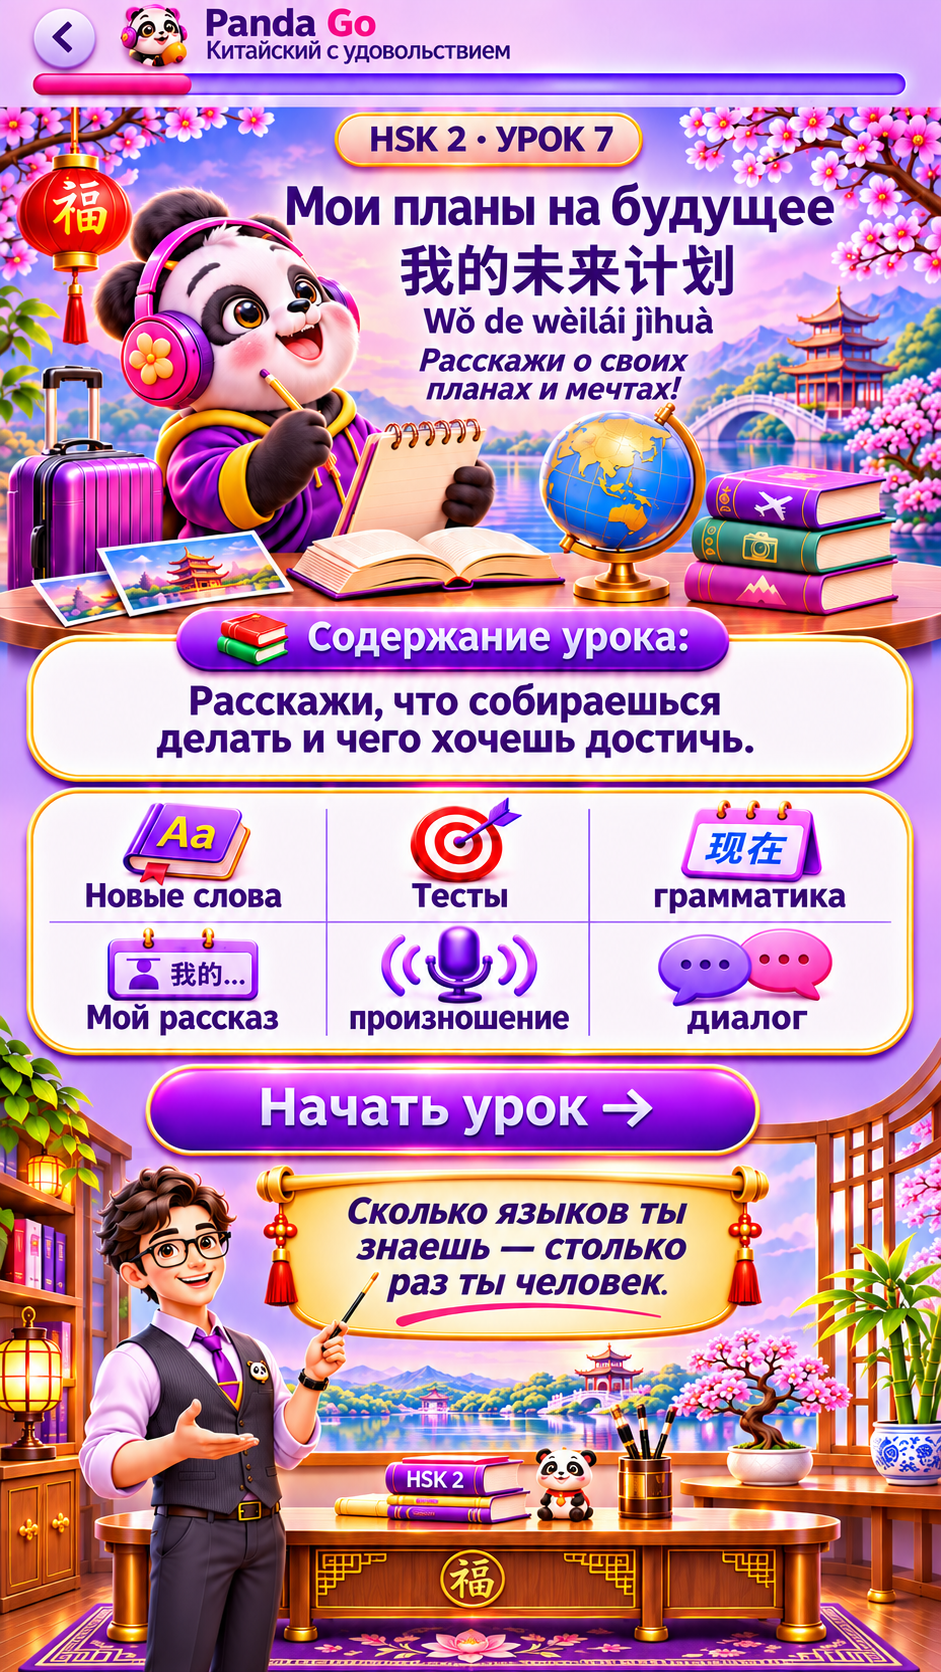 Panda Go
Китайский с удовольствием
HSK 2 • УРОК 7
福
Мои планы на будущее
我的未来计划
Wǒ de wèilái jìhuà
Расскажи о своих
планах и мечтах!
Содержание урока:
Расскажи, что собираешься
делать и чего хочешь достичь.
Aa
Новые слова
Тесты
现在
грамматика
我的...
Мой рассказ
произношение
диалог
Начать урок →
Сколько языков ты
знаешь — столько
раз ты человек.
HSK 2
福